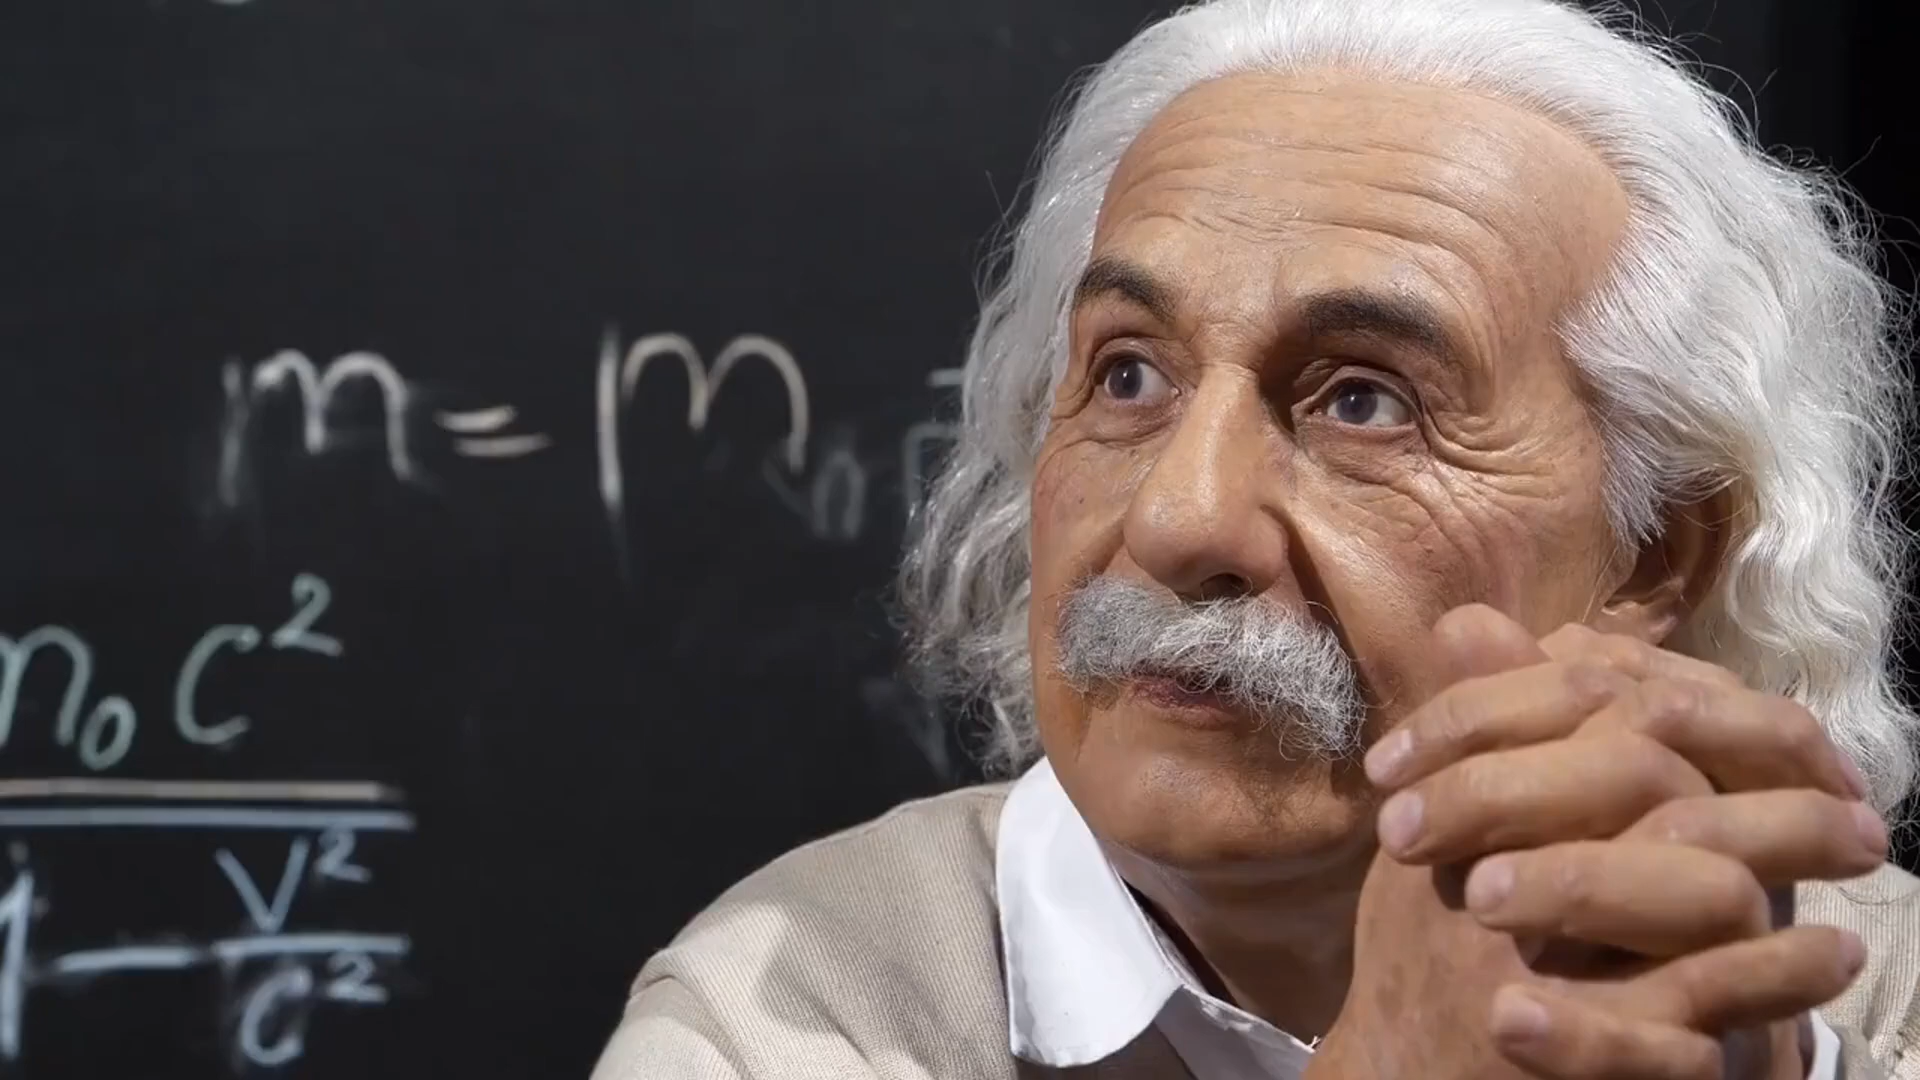 m = m₀
m₀c²
1 - v²
c²